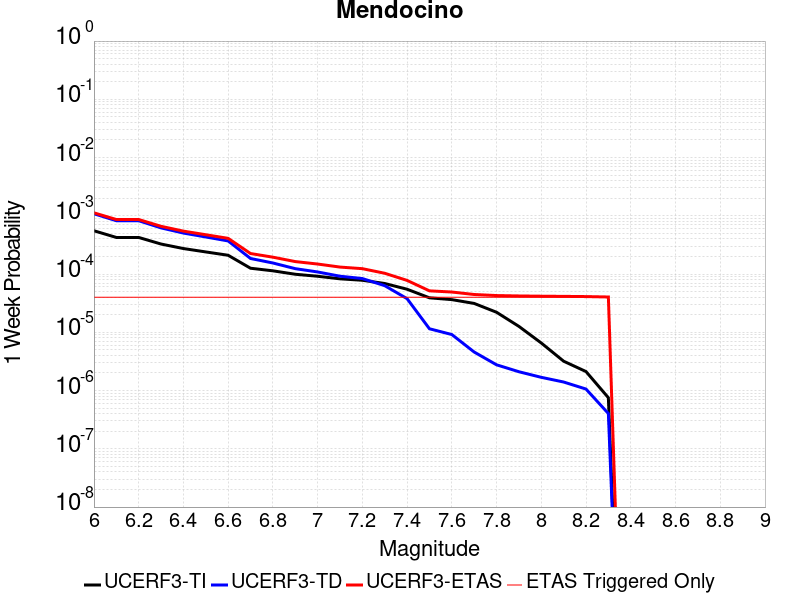 Mendocino
10^0
10^-1
10^-2
10^-3
10^-4
10^-5
10^-6
10^-7
10^-8
1 Week Probability
6 6.2 6.4 6.6 6.8 7 7.2 7.4 7.6 7.8 8 8.2 8.4 8.6 8.8 9
Magnitude
UCERF3-TI UCERF3-TD UCERF3-ETAS ETAS Triggered Only